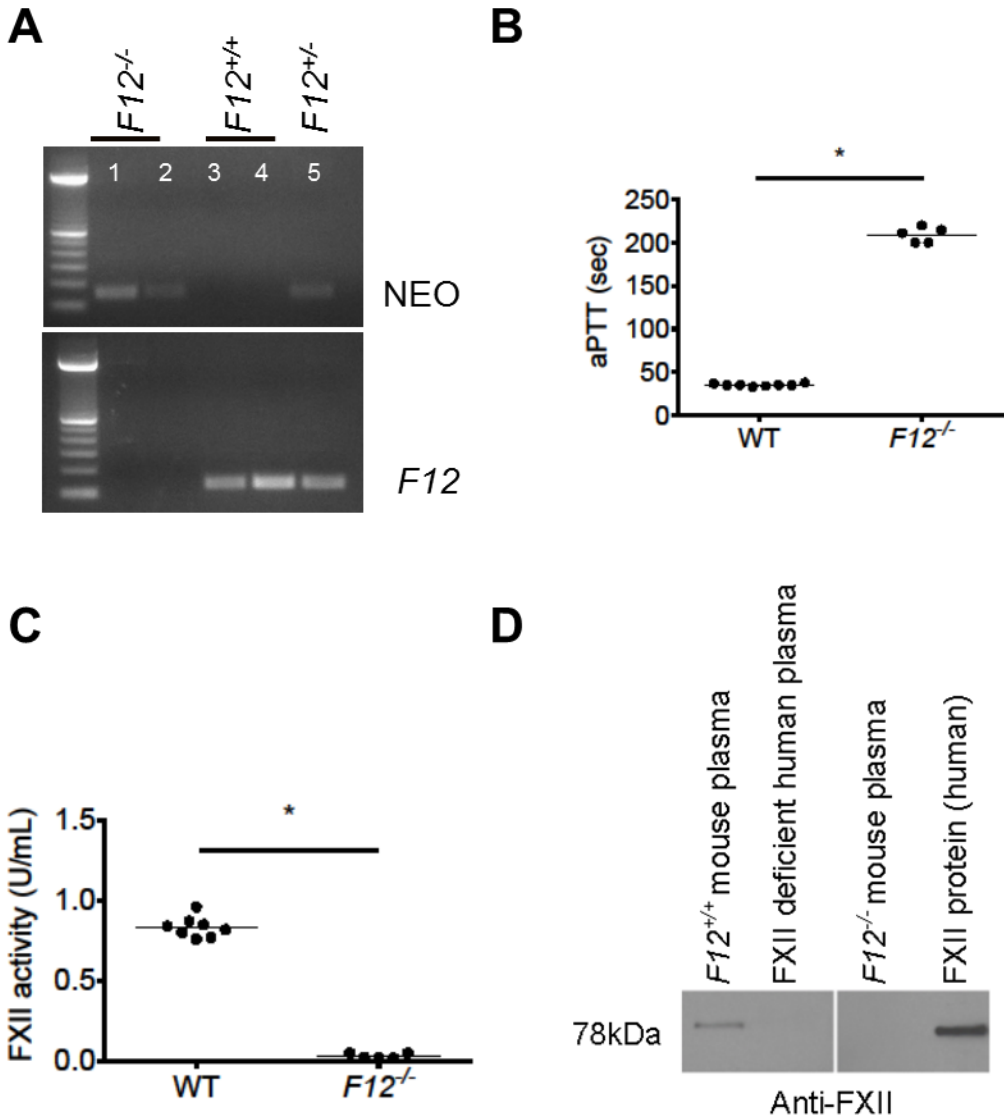 A
F12-/-
F12+/+
F12+/-
1 2 3 4 5
NEO
F12
B
*
250
200
150
100
50
0
aPTT (sec)
WT F12-/-
C
*
1.5
1.0
0.5
0.0
FXII activity (U/mL)
WT F12-/-
D
F12+/+ mouse plasma
FXII deficient human plasma
F12-/- mouse plasma
FXII protein (human)
78kDa
Anti-FXII